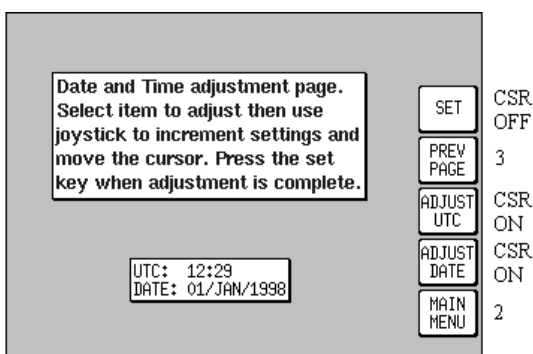 Date and Time adjustment page.
Select item to adjust then use
joystick to increment settings and
move the cursor. Press the set
key when adjustment is complete.
UTC: 12:29
DATE: 01/JAN/1998
SET
CSR
OFF
PREV
PAGE
3
ADJUST
UTC
CSR
ON
ADJUST
DATE
CSR
ON
MAIN
MENU
2